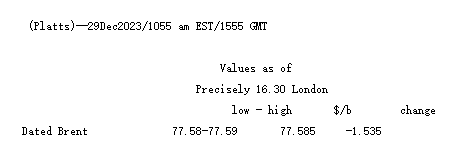 (Platts)--29Dec2023/1055 am EST/1555 GMT
Values as of
Precisely 16.30 London
low - high $/b change
Dated Brent 77.58-77.59 77.585 -1.535